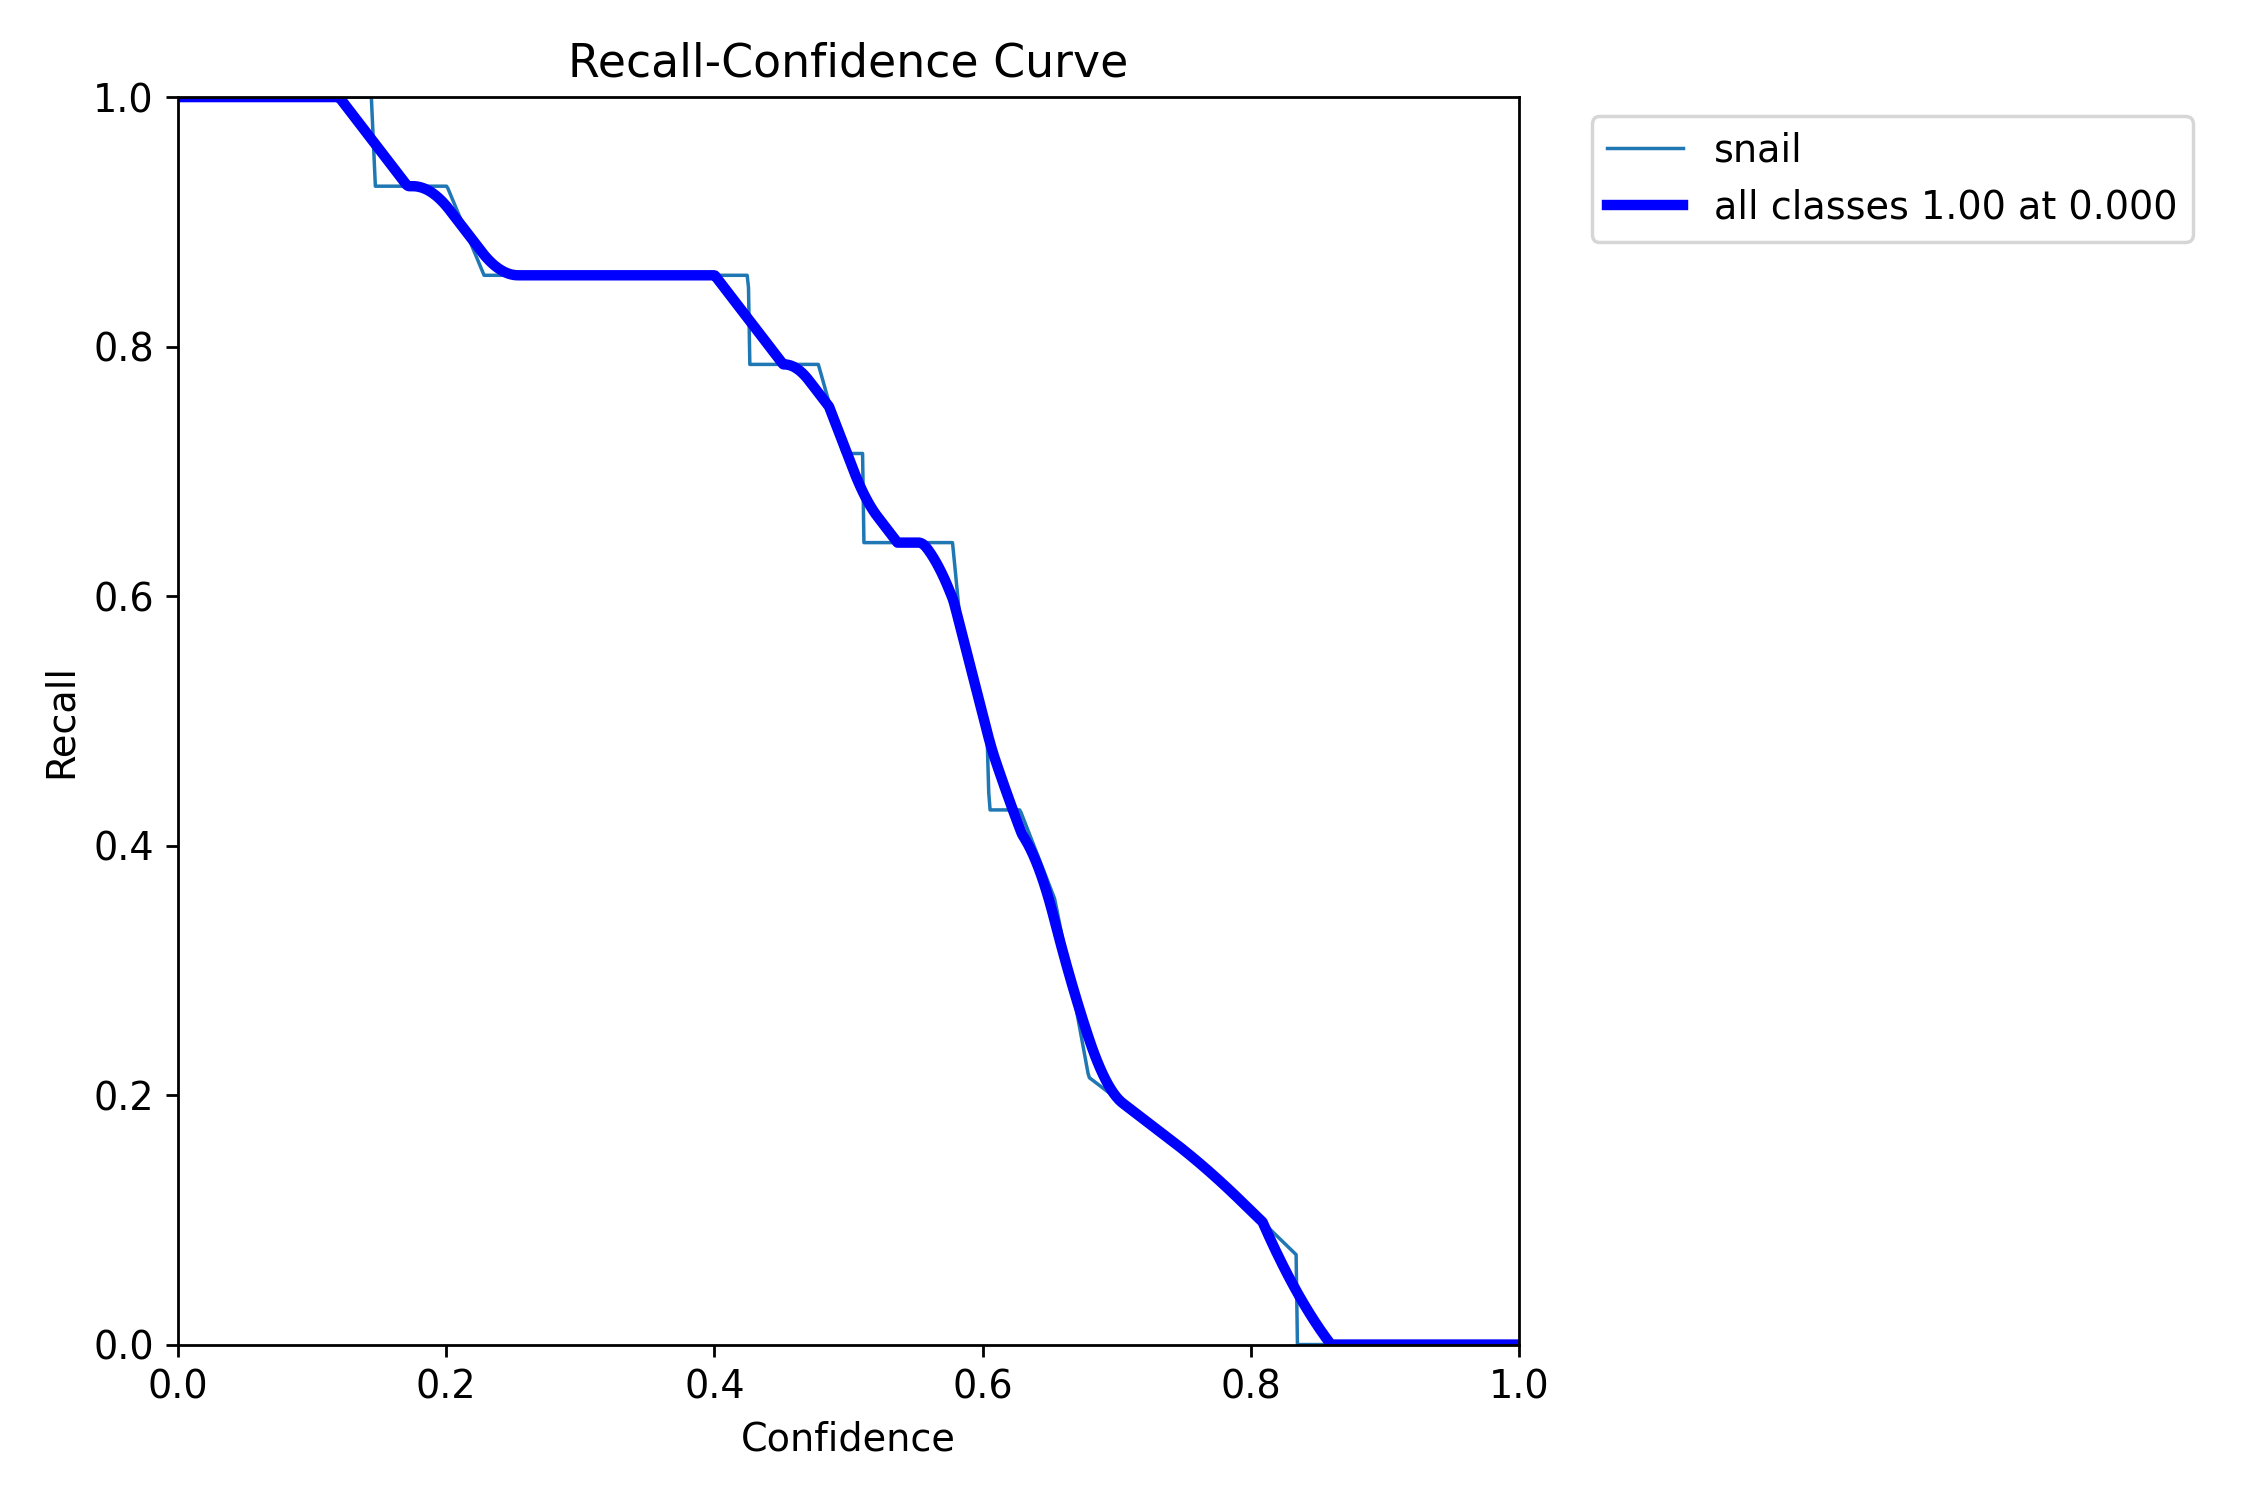 Recall-Confidence Curve
snail
all classes 1.00 at 0.000
1.0
0.8
0.6
0.4
0.2
0.0
Recall
0.0 0.2 0.4 0.6 0.8 1.0
Confidence